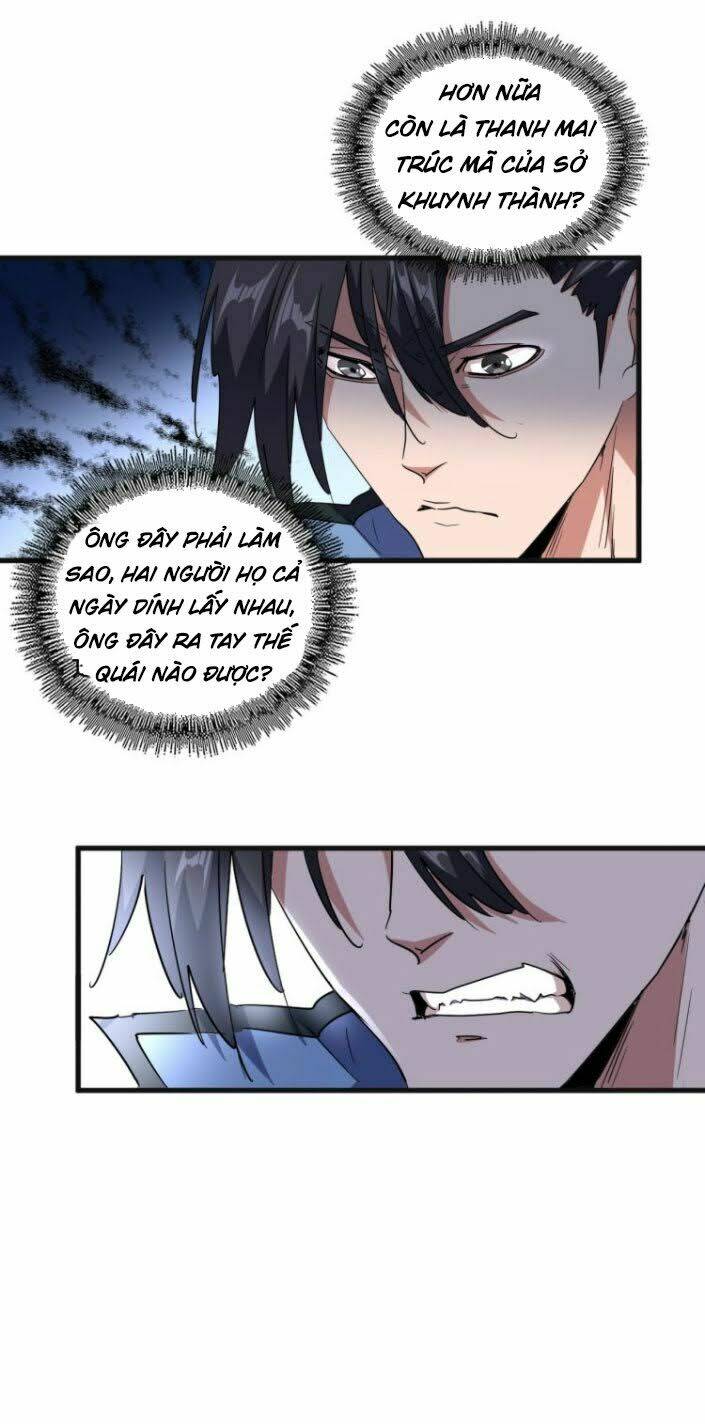 HƠN NỮA
CÒN LÀ THANH MAI
TRÚC MÃ CỦA SỞ
KHUYNH THÀNH?
ÔNG ĐÂY PHẢI LÀM
SAO, HAI NGƯỜI HỌ CẢ
NGÀY DÍNH LẤY NHAU,
ÔNG ĐÂY RA TAY THẾ
QUÁI NÀO ĐƯỢC?